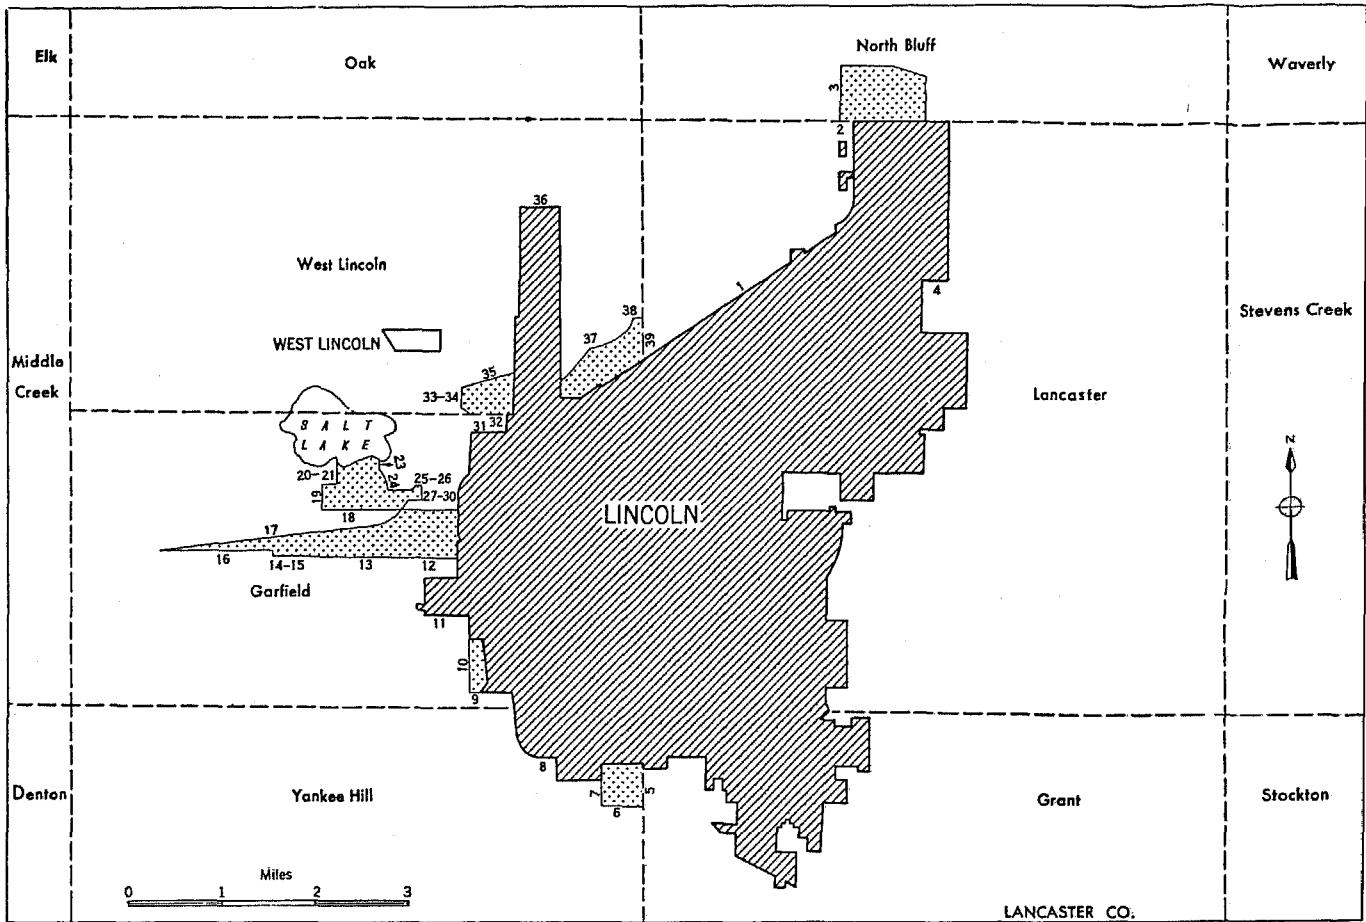 Elk
Oak
North Bluff
Waverly
3
2
36
West Lincoln
1
4
38
37
39
WEST LINCOLN
Stevens Creek
Middle
Creek
35
33-34
Lancaster
SALT
LAKE
31
32
23
20-21
24
25-26
19
27-30
18
LINCOLN
N
17
16
14-15
13
12
Garfield
11
10
9
8
7
5
6
Denton
Yankee Hill
Grant
Stockton
Miles
0 1 2 3
LANCASTER CO.